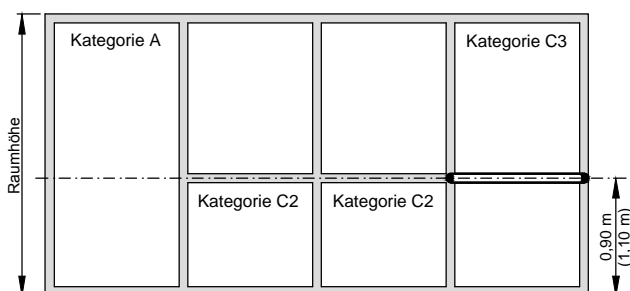 Kategorie A
Kategorie C3
Raumhöhe
Kategorie C2
Kategorie C2
0,90 m
(1,10 m)